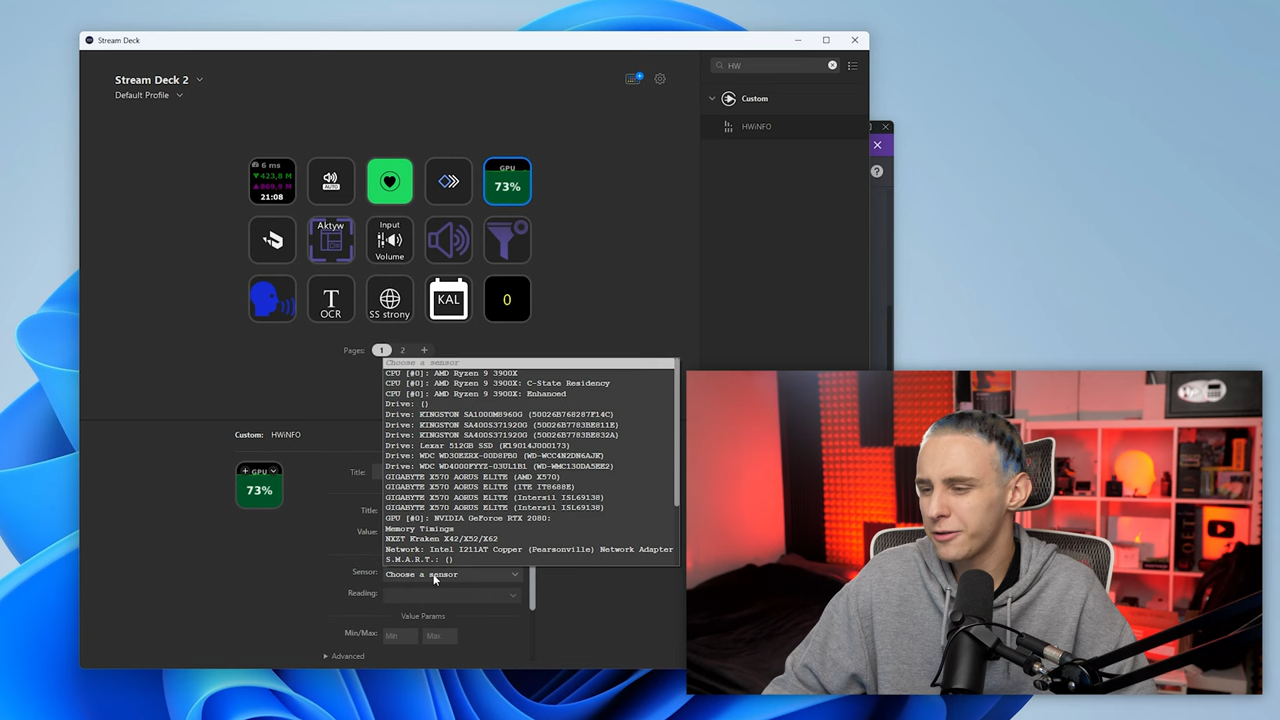 Stream Deck
Stream Deck 2
Default Profile
HW
Custom
HWiNFO
6 ms
21:08
AUTO
GPU
73%
Aktyw
Input
Volume
T
OCR
SS strony
KAL
0
Pages: 1 2 +
Choose a sensor
CPU [#0]: AMD Ryzen 9 3900X
CPU [#0]: AMD Ryzen 9 3900X: C-State Residency
CPU [#0]: AMD Ryzen 9 3900X: Enhanced
Drive: ()
Drive: KINGSTON SA1000M8960G (50026B768287F14C)
Drive: KINGSTON SA400S371920G (50026B7783BE811E)
Drive: KINGSTON SA400S371920G (50026B7783BE832A)
Drive: Lexar 512GB SSD (K19014J000173)
Drive: WDC WD30EZRX-00D8PB0 (WD-WCC4N2DN6AJK)
Drive: WDC WD4000FYYZ-03UL1B1 (WD-WMC130DA5EE2)
GIGABYTE X570 AORUS ELITE (AMD X570)
GIGABYTE X570 AORUS ELITE (ITE IT8688E)
GIGABYTE X570 AORUS ELITE (Intersil ISL69138)
GIGABYTE X570 AORUS ELITE (Intersil ISL69138)
GPU [#0]: NVIDIA GeForce RTX 2080:
Memory Timings
NXZT Kraken X42/X52/X62
Network: Intel I211AT Copper (Pearsonville) Network Adapter
S.M.A.R.T.: ()
Custom: HWiNFO
GPU
73%
Title:
Title:
Value:
Sensor: Choose a sensor
Reading:
Value Params
Min/Max: Min Max
Advanced